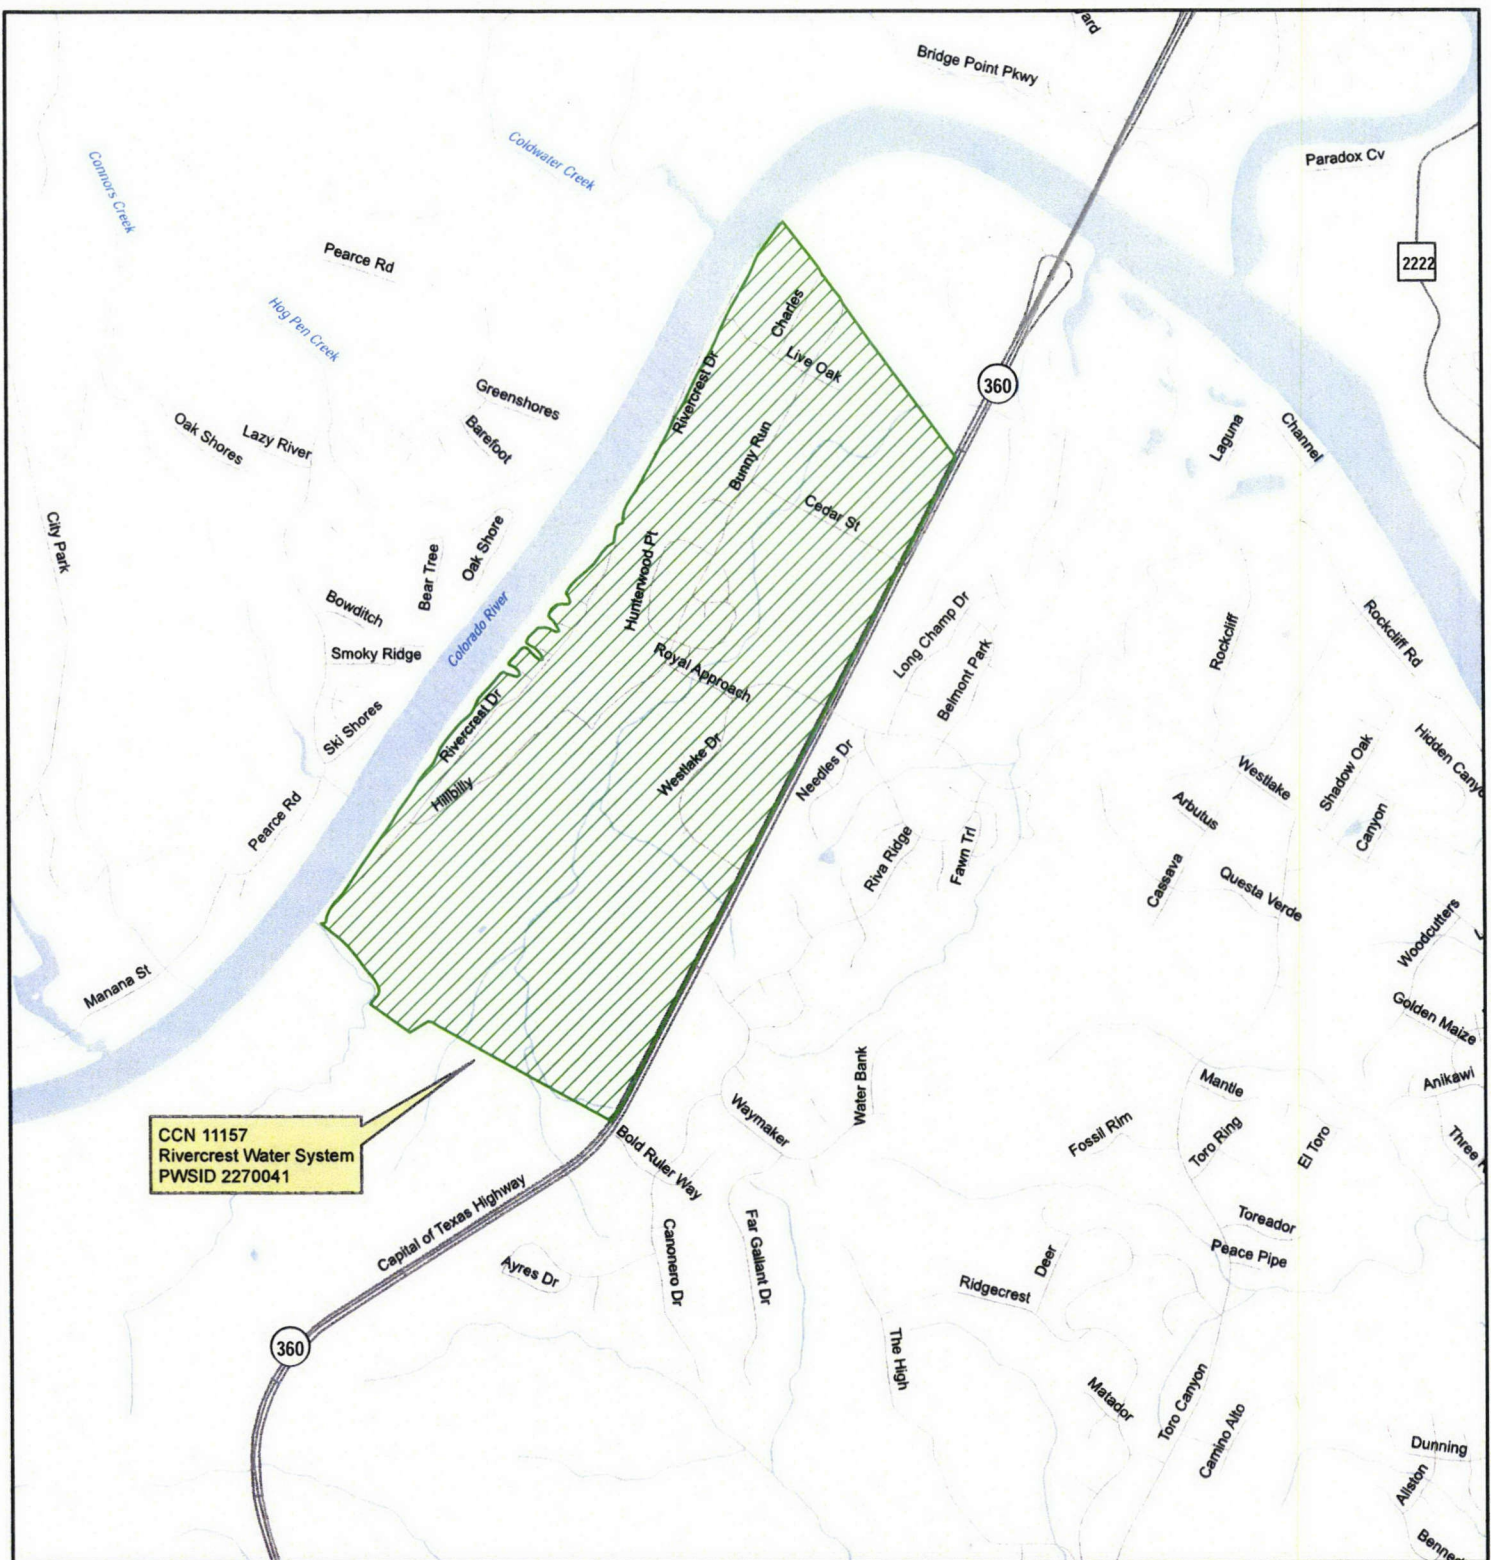 Bridge Point Pkwy
Coldwater Creek
Connors Creek
Paradox Cv
Pearce Rd
2222
Hog Pen Creek
Charles
Live Oak
Rivercrest Dr
360
Greenshores
Barefoot
Oak Shores
Lazy River
Bunny Run
Laguna
Channel
Cedar St
City Park
Oak Shore
Bear Tree
Hunterwood Pt
Bowditch
Colorado River
Long Champ Dr
Rockcliff
Rockcliff Rd
Smoky Ridge
Royal Approach
Belmont Park
Rivercrest Dr
Ski Shores
Westlake Dr
Needles Dr
Hillbilly
Westlake
Shadow Oak
Pearce Rd
Arbutus
Canyon
Riva Ridge
Fawn Trl
Cassava
Questa Verde
Woodcutters
Manana St
Golden Maize
Water Bank
Mantle
Anikawi
CCN 11157
Rivercrest Water System
PWSID 2270041
Waymaker
Bold Ruler Way
Fossil Rim
Toro Ring
El Toro
Three
Capital of Texas Highway
Canonero Dr
Far Gallant Dr
Toreador
Peace Pipe
Ayres Dr
Deer
Ridgecrest
360
The High
Matador
Toro Canyon
Camino Alto
Dunning
Allston